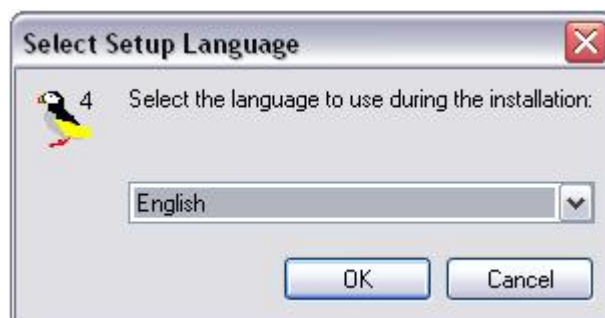 Select Setup Language
4
Select the language to use during the installation:
English
OK
Cancel